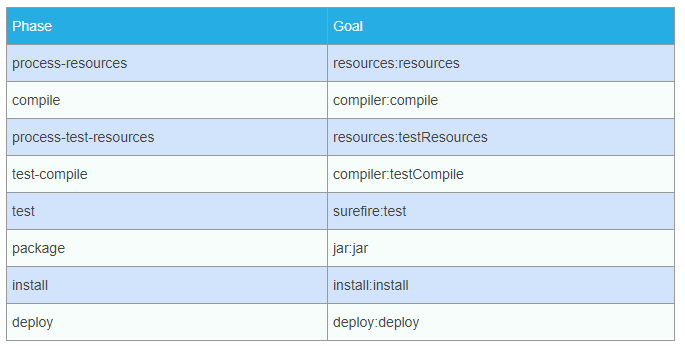 Phase Goal
process-resources resources:resources
compile compiler:compile
process-test-resources resources:testResources
test-compile compiler:testCompile
test surefire:test
package jar:jar
install install:install
deploy deploy:deploy